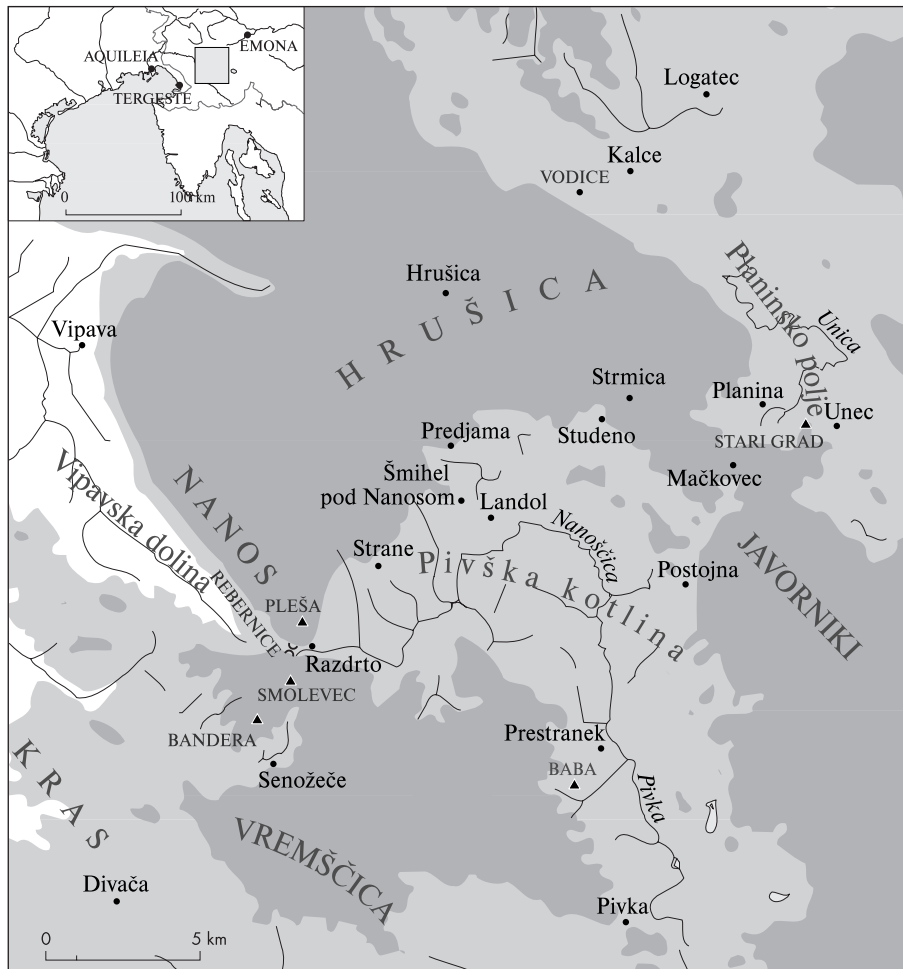 EMONA
AQUILEIA
TERGESTE
0 100 km
Logatec
Kalce
VODICE
Planinsko polje
Hrušica
HRUŠICA
Unica
Vipava
Strmica
Planina
Unec
Studeno
STARI GRAD
Predjama
Mačkovec
Šmihel
pod Nanosom
Landol
NANOS
Vipavska dolina
Nanoščica
JAVORNIKI
Strane
Pivška kotlina
Postojna
REBERNICE
PLEŠA
Razdrto
SMOLEVEC
BANDERA
Prestranek
BABA
Senožeče
Pivka
KRAS
VREMŠČICA
Divača
Pivka
0 5 km